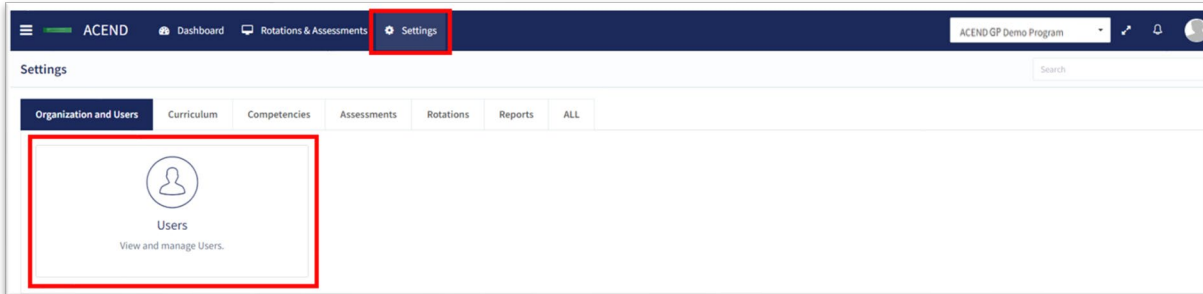 ACEND Dashboard Rotations & Assessments Settings ACEND GP Demo Program
Settings Search
Organization and Users Curriculum Competencies Assessments Rotations Reports ALL
Users
View and manage Users.